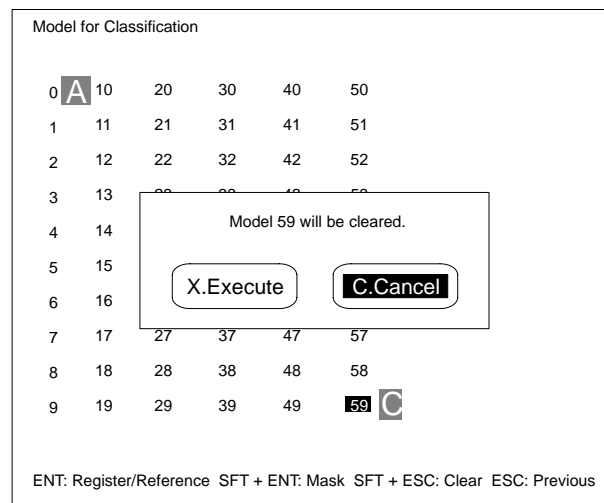 Model for Classification
0 A 10 20 30 40 50
1 11 21 31 41 51
2 12 22 32 42 52
3 13
Model 59 will be cleared.
4 14
5 15
X.Execute C.Cancel
6 16
7 17 27 37 47 57
8 18 28 38 48 58
9 19 29 39 49 59 C
ENT: Register/Reference SFT + ENT: Mask SFT + ESC: Clear ESC: Previous